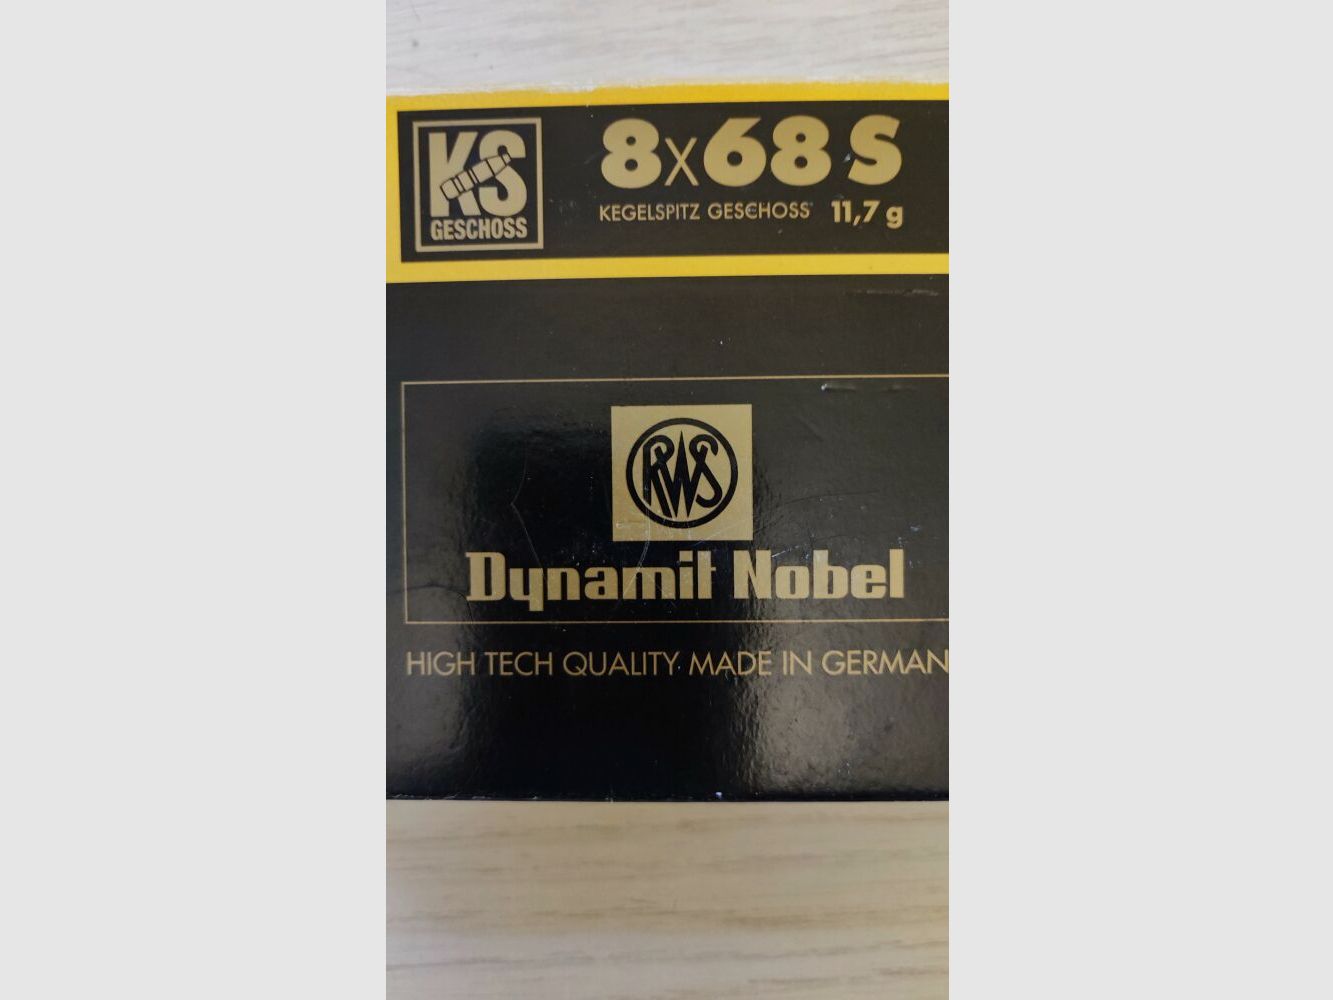 KS
GESCHOSS
8x68 S
KEGELSPITZ GESCHOSS 11,7 g
RWS
Dynamit Nobel
HIGH TECH QUALITY MADE IN GERMAN